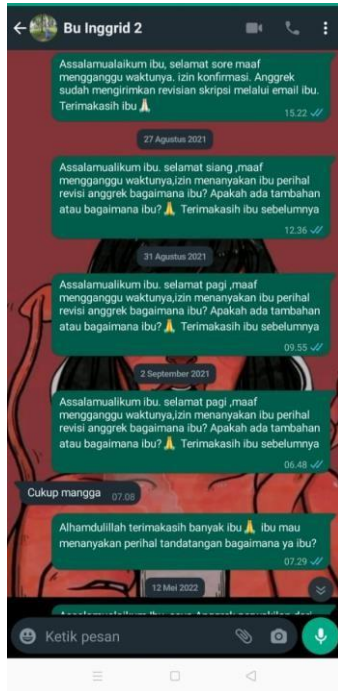 Bu Inggrid 2
Assalamualaikum ibu, selamat sore maaf
mengganggu waktunya. izin konfirmasi. Anggrek
sudah mengirimkan revisian skripsi melalui email ibu.
Terimakasih ibu 🙏🏻
15.22
27 Agustus 2021
Assalamualikum ibu. selamat siang ,maaf
mengganggu waktunya,izin menanyakan ibu perihal
revisi anggrek bagaimana ibu? Apakah ada tambahan
atau bagaimana ibu?🙏 Terimakasih ibu sebelumnya
12.36
31 Agustus 2021
Assalamualikum ibu. selamat pagi ,maaf
mengganggu waktunya,izin menanyakan ibu perihal
revisi anggrek bagaimana ibu? Apakah ada tambahan
atau bagaimana ibu?🙏 Terimakasih ibu sebelumnya
09.55
2 September 2021
Assalamualikum ibu. selamat pagi ,maaf
mengganggu waktunya,izin menanyakan ibu perihal
revisi anggrek bagaimana ibu? Apakah ada tambahan
atau bagaimana ibu?🙏 Terimakasih ibu sebelumnya
06.48
Cukup mangga 07.08
Alhamdulillah terimakasih banyak ibu🙏 ibu mau
menanyakan perihal tandatangan bagaimana ya ibu?
07.29
12 Mei 2022
Ketik pesan